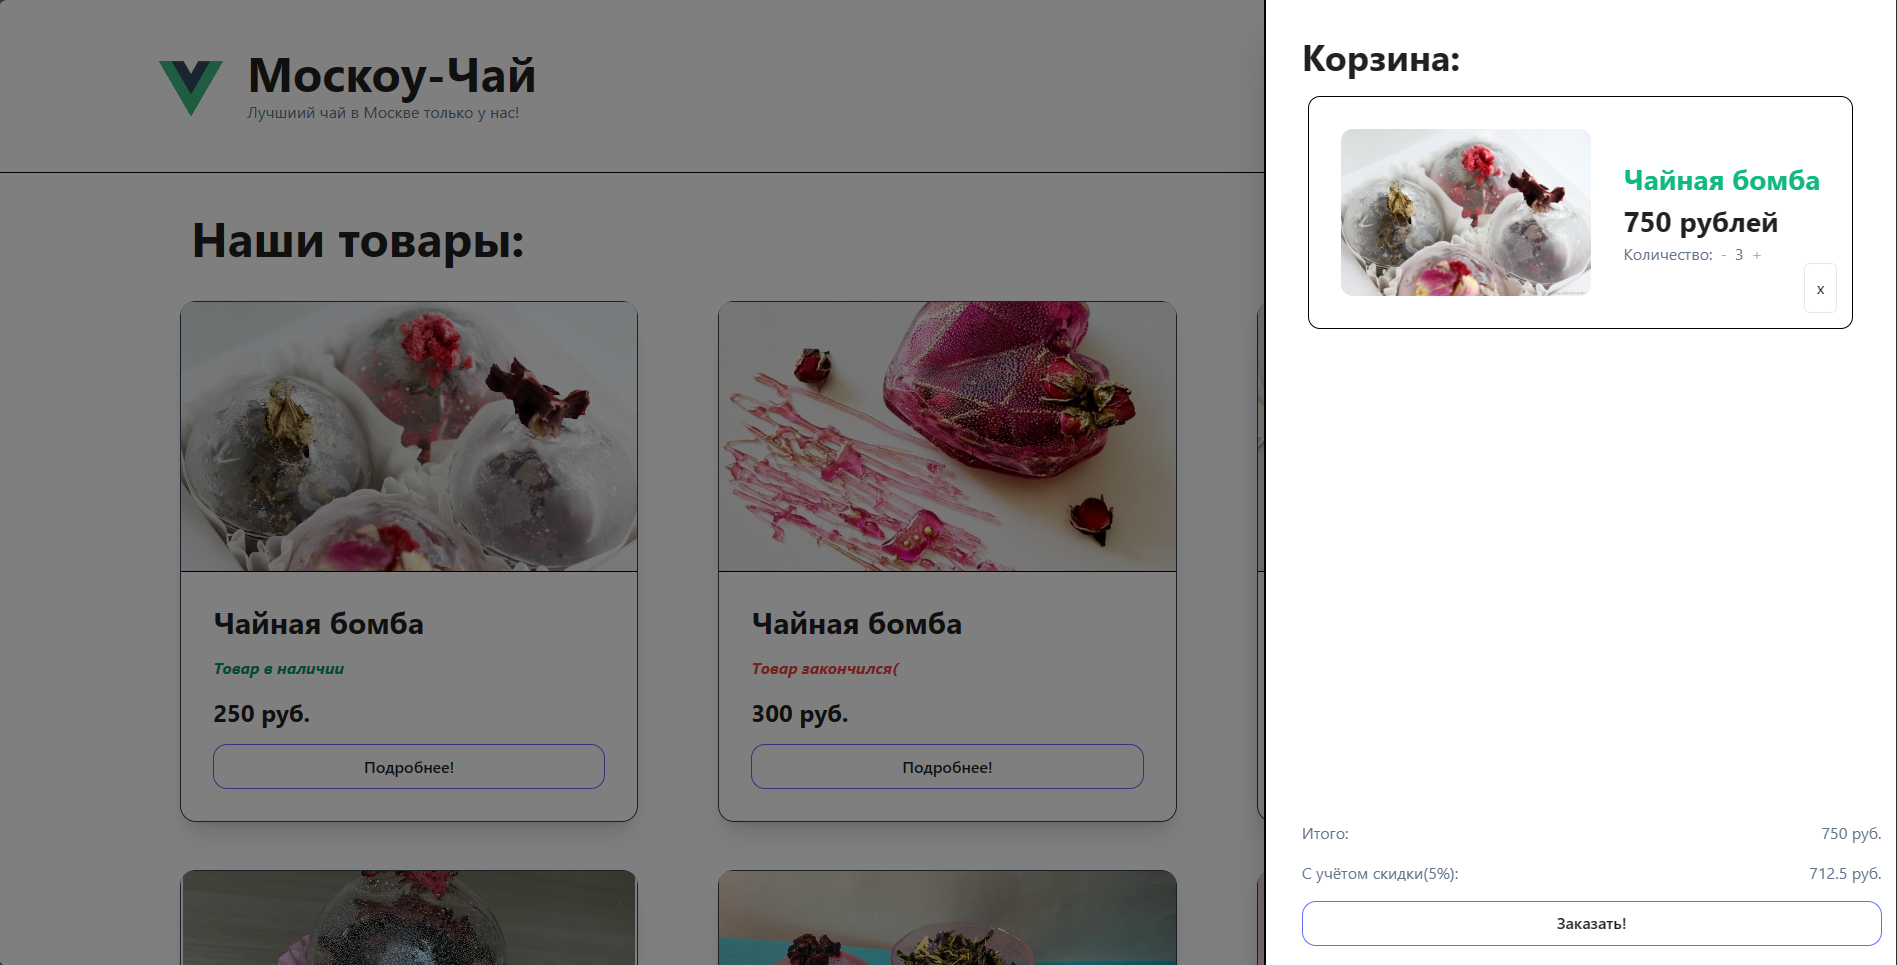 Москоу-Чай
Лучшиий чай в Москве только у нас!
Наши товары:
Чайная бомба
Товар в наличии
250 руб.
Подробнее!
Чайная бомба
Товар закончился(
300 руб.
Подробнее!
Корзина:
Чайная бомба
750 рублей
Количество: - 3 +
x
Итого: 750 руб.
С учётом скидки(5%): 712.5 руб.
Заказать!